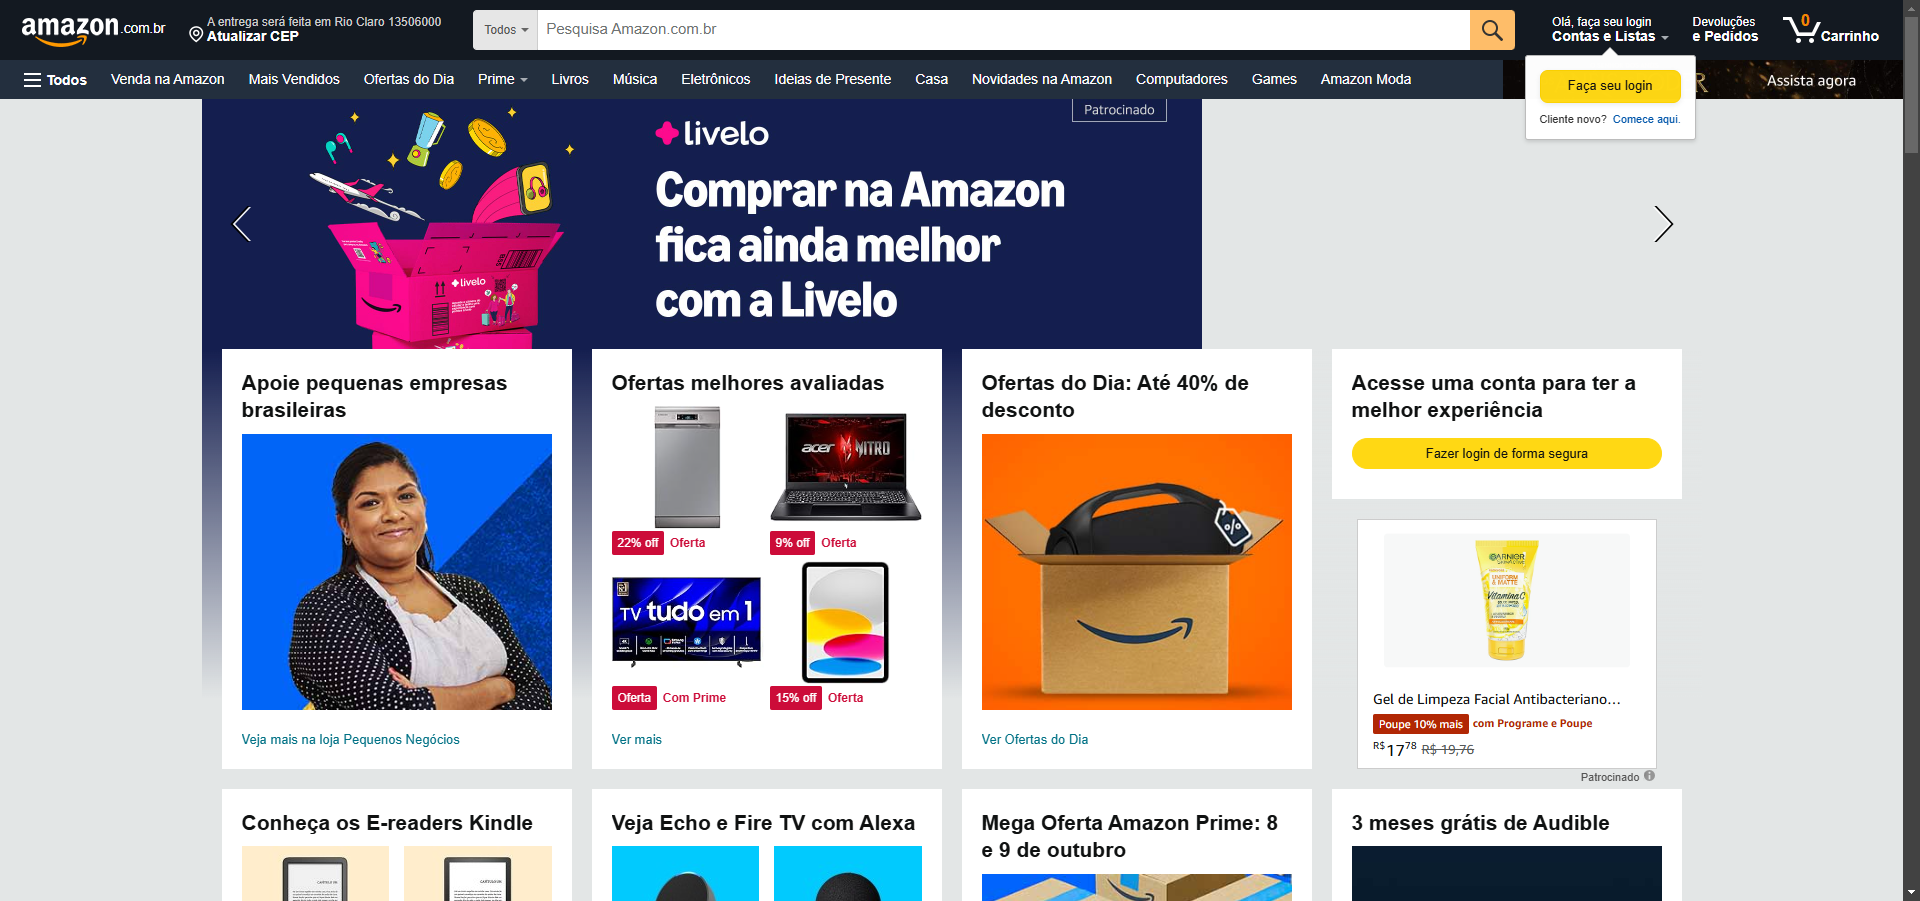 amazon.com.br
A entrega será feita em Rio Claro 13506000
Atualizar CEP
Todos
Pesquisa Amazon.com.br
Olá, faça seu login
Contas e Listas
Devoluções
e Pedidos
0
Carrinho
Todos
Venda na Amazon
Mais Vendidos
Ofertas do Dia
Prime
Livros
Música
Eletrônicos
Ideias de Presente
Casa
Novidades na Amazon
Computadores
Games
Amazon Moda
R
Assista agora
Faça seu login
Cliente novo? Comece aqui.
Patrocinado
livelo
Comprar na Amazon
fica ainda melhor
com a Livelo
livelo
Apoie pequenas empresas
brasileiras
Veja mais na loja Pequenos Negócios
Ofertas melhores avaliadas
acer NITRO
22% off Oferta
9% off Oferta
TV tudo em 1
Oferta Com Prime
15% off Oferta
Ver mais
Ofertas do Dia: Até 40% de
desconto
%
Ver Ofertas do Dia
Acesse uma conta para ter a
melhor experiência
Fazer login de forma segura
GARNIER
UNIFORM
& MATTE
Vitamina C
Gel de Limpeza Facial Antibacteriano…
Poupe 10% mais com Programe e Poupe
R$ 17 78 R$ 19,76
Patrocinado
Conheça os E-readers Kindle
Veja Echo e Fire TV com Alexa
Mega Oferta Amazon Prime: 8
e 9 de outubro
3 meses grátis de Audible